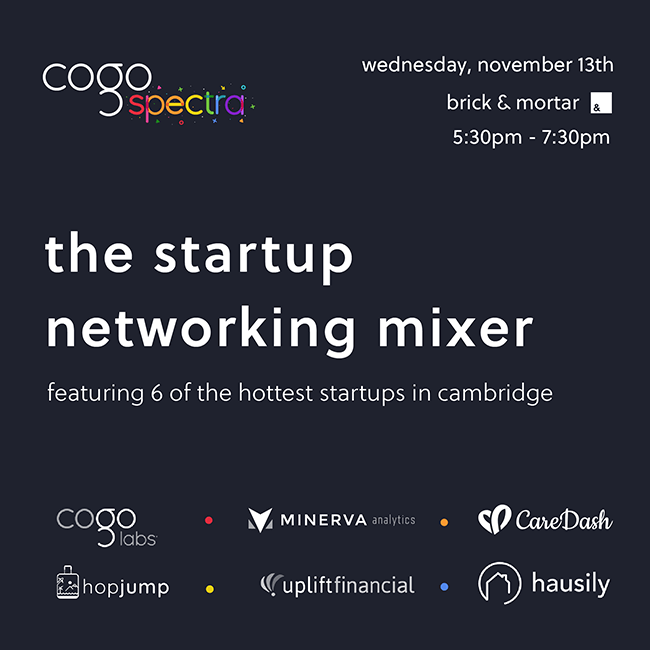 cogo
spectra
wednesday, november 13th
brick & mortar &
5:30pm - 7:30pm
the startup
networking mixer
featuring 6 of the hottest startups in cambridge
cogo
labs
MINERVA analytics
CareDash
hopjump
upliftfinancial
hausily